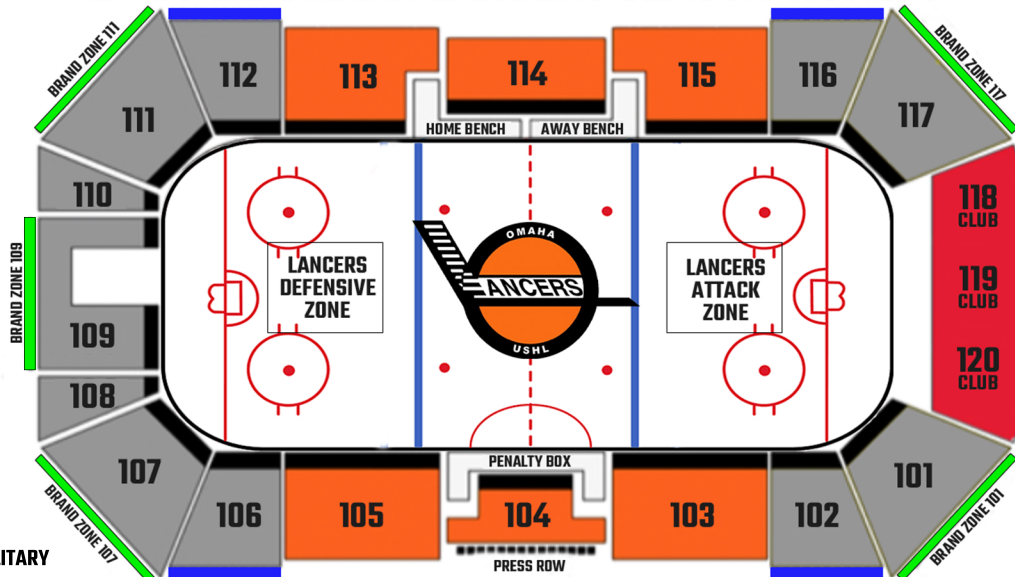 BRAND ZONE 111
BRAND ZONE 117
112
113
114
115
116
111
117
HOME BENCH
AWAY BENCH
110
118
CLUB
BRAND ZONE 109
OMAHA
LANCERS
USHL
LANCERS
DEFENSIVE
ZONE
LANCERS
ATTACK
ZONE
119
CLUB
109
120
CLUB
108
107
PENALTY BOX
101
106
105
104
103
102
BRAND ZONE 107
BRAND ZONE 101
LITARY
PRESS ROW